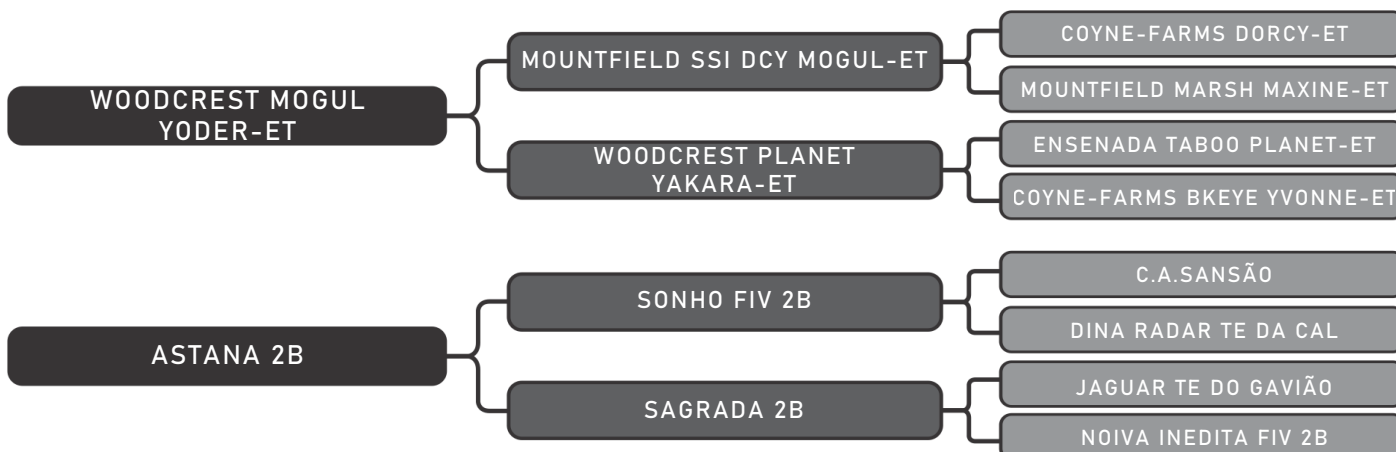 COYNE-FARMS DORCY-ET
MOUNTFIELD SSI DCY MOGUL-ET
MOUNTFIELD MARSH MAXINE-ET
WOODCREST MOGUL
YODER-ET
ENSENADA TABOO PLANET-ET
WOODCREST PLANET
YAKARA-ET
COYNE-FARMS BKEYE YVONNE-ET
C.A.SANSÃO
SONHO FIV 2B
DINA RADAR TE DA CAL
ASTANA 2B
JAGUAR TE DO GAVIÃO
SAGRADA 2B
NOIVA INEDITA FIV 2B